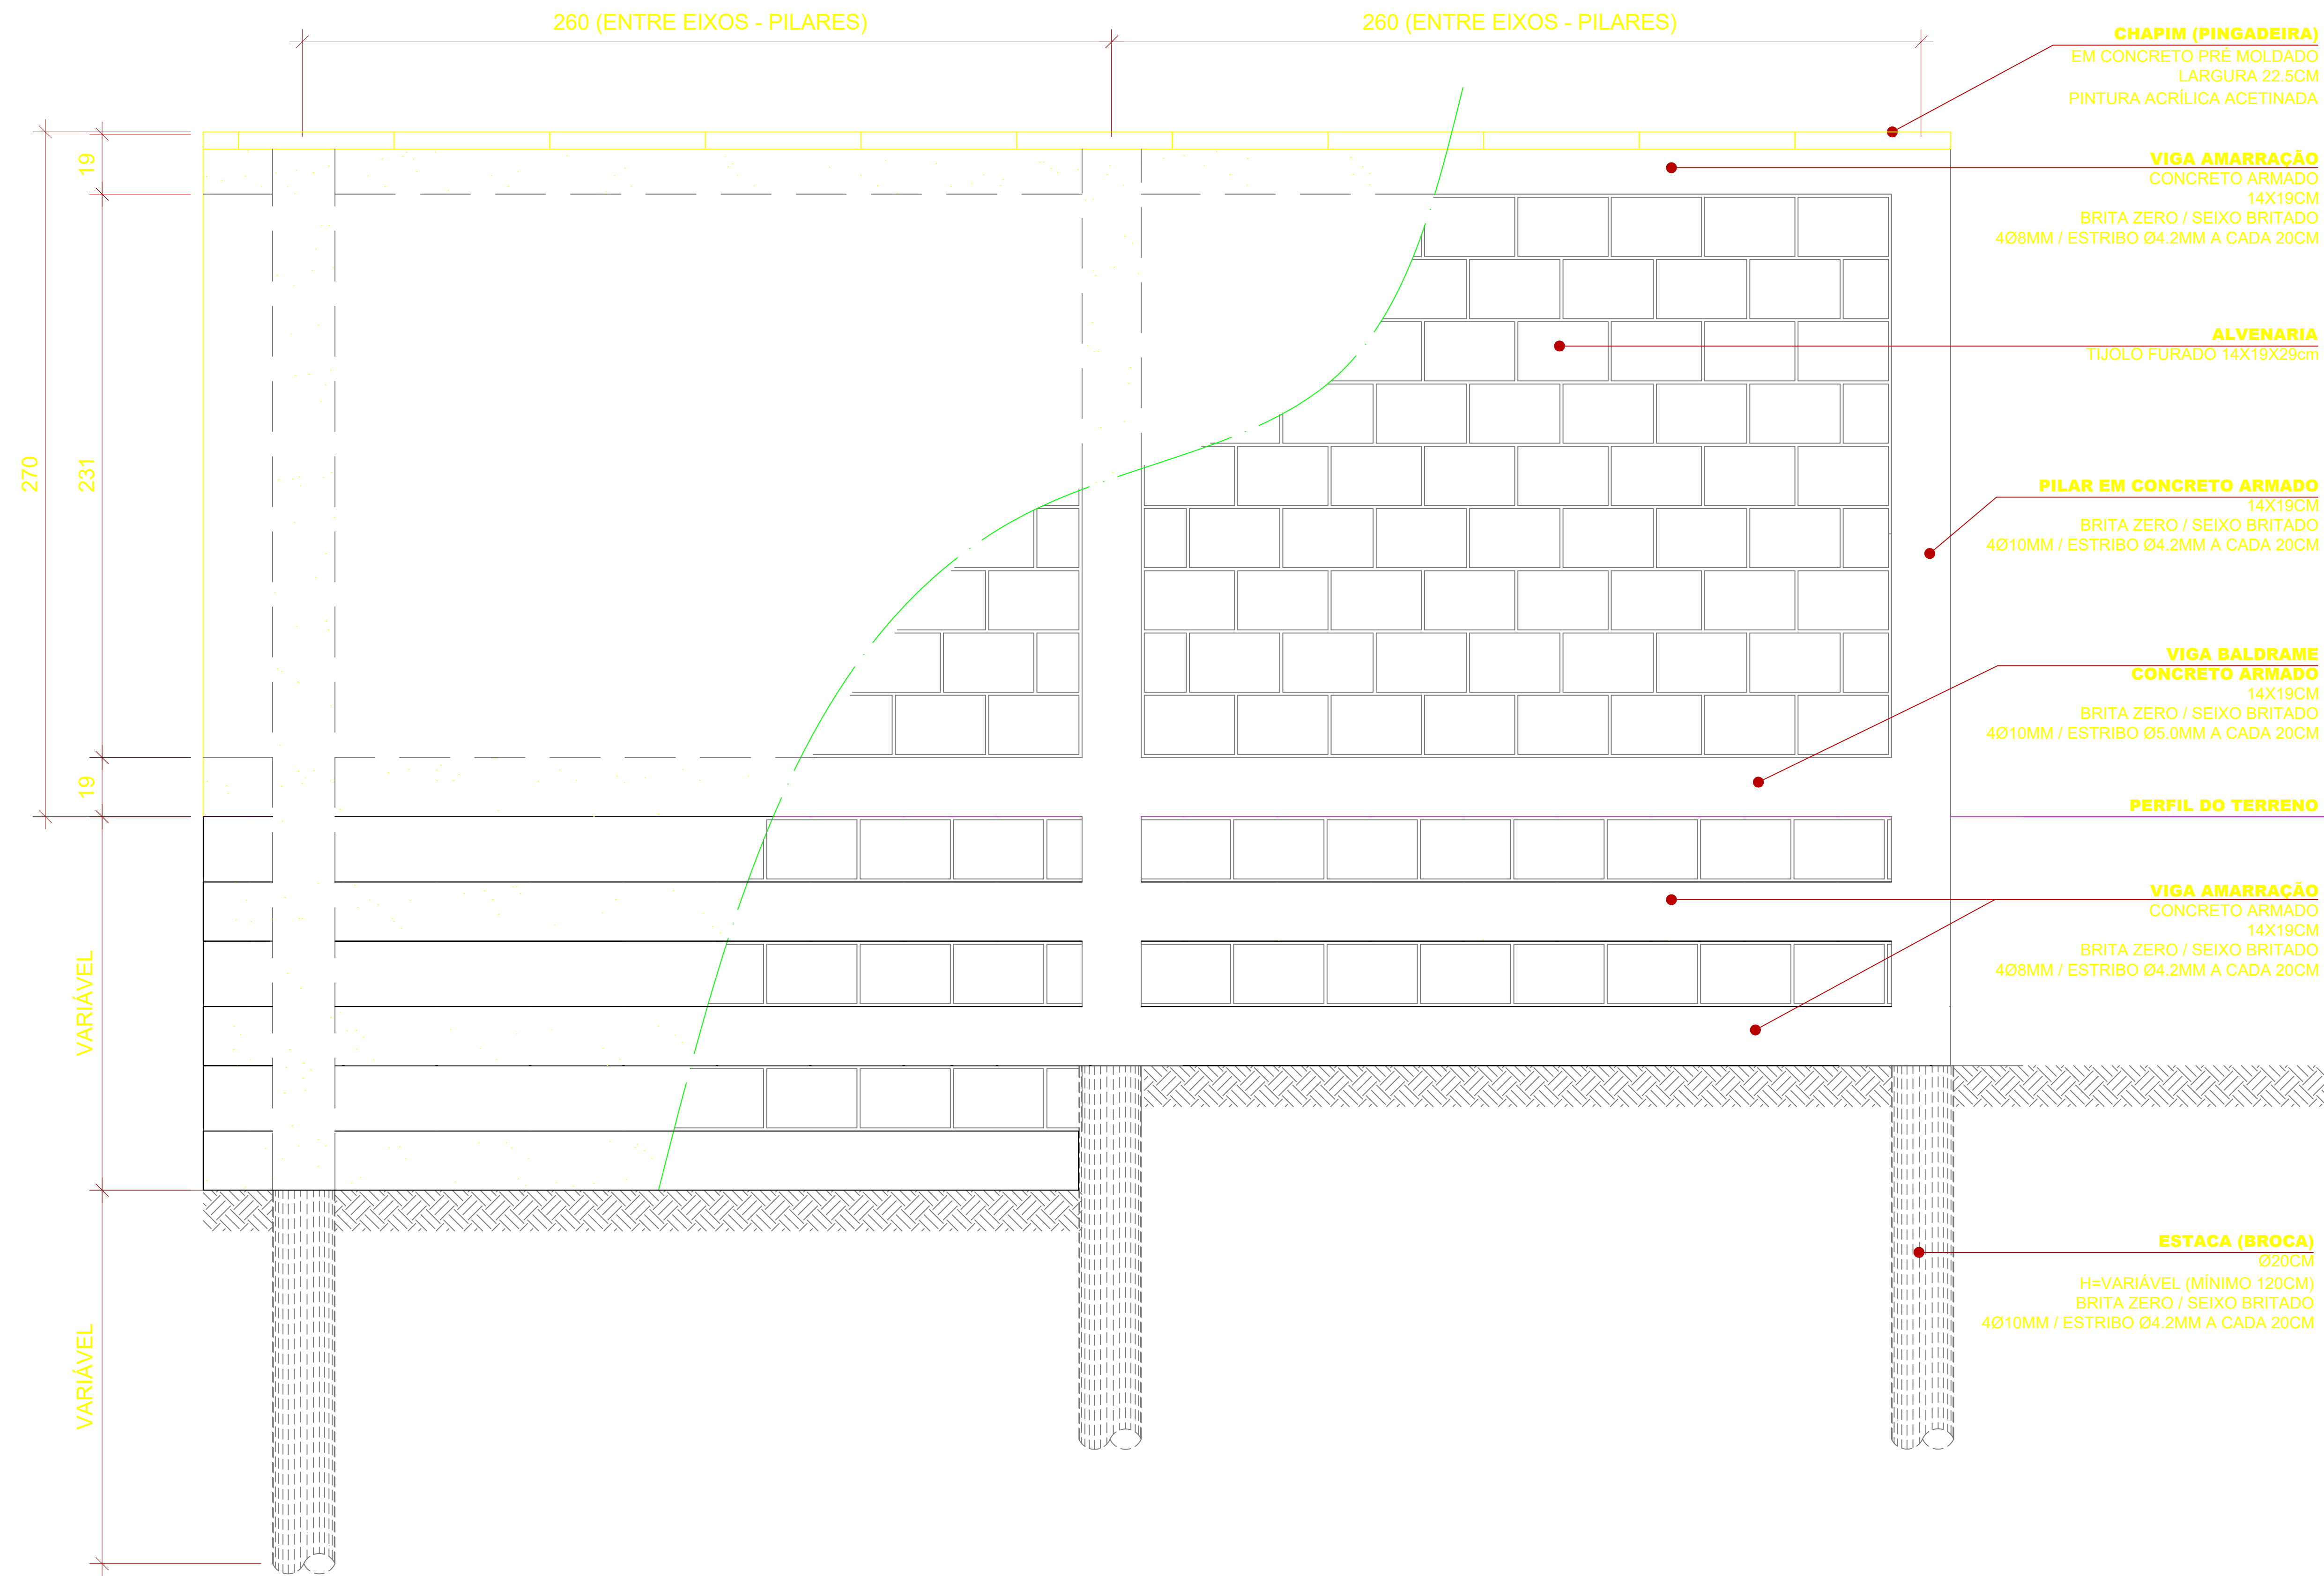 260 (ENTRE EIXOS - PILARES)
260 (ENTRE EIXOS - PILARES)
CHAPIM (PINGADEIRA)
EM CONCRETO PRÉ MOLDADO
LARGURA 22.5CM
PINTURA ACRÍLICA ACETINADA
VIGA AMARRAÇÃO
CONCRETO ARMADO
14X19CM
BRITA ZERO / SEIXO BRITADO
4Ø8MM / ESTRIBO Ø4.2MM A CADA 20CM
ALVENARIA
TIJOLO FURADO 14X19X29cm
PILAR EM CONCRETO ARMADO
14X19CM
BRITA ZERO / SEIXO BRITADO
4Ø10MM / ESTRIBO Ø4.2MM A CADA 20CM
VIGA BALDRAME
CONCRETO ARMADO
14X19CM
BRITA ZERO / SEIXO BRITADO
4Ø10MM / ESTRIBO Ø5.0MM A CADA 20CM
PERFIL DO TERRENO
VIGA AMARRAÇÃO
CONCRETO ARMADO
14X19CM
BRITA ZERO / SEIXO BRITADO
4Ø8MM / ESTRIBO Ø4.2MM A CADA 20CM
ESTACA (BROCA)
Ø20CM
H=VARIÁVEL (MÍNIMO 120CM)
BRITA ZERO / SEIXO BRITADO
4Ø10MM / ESTRIBO Ø4.2MM A CADA 20CM
19
270
231
19
VARIÁVEL
VARIÁVEL